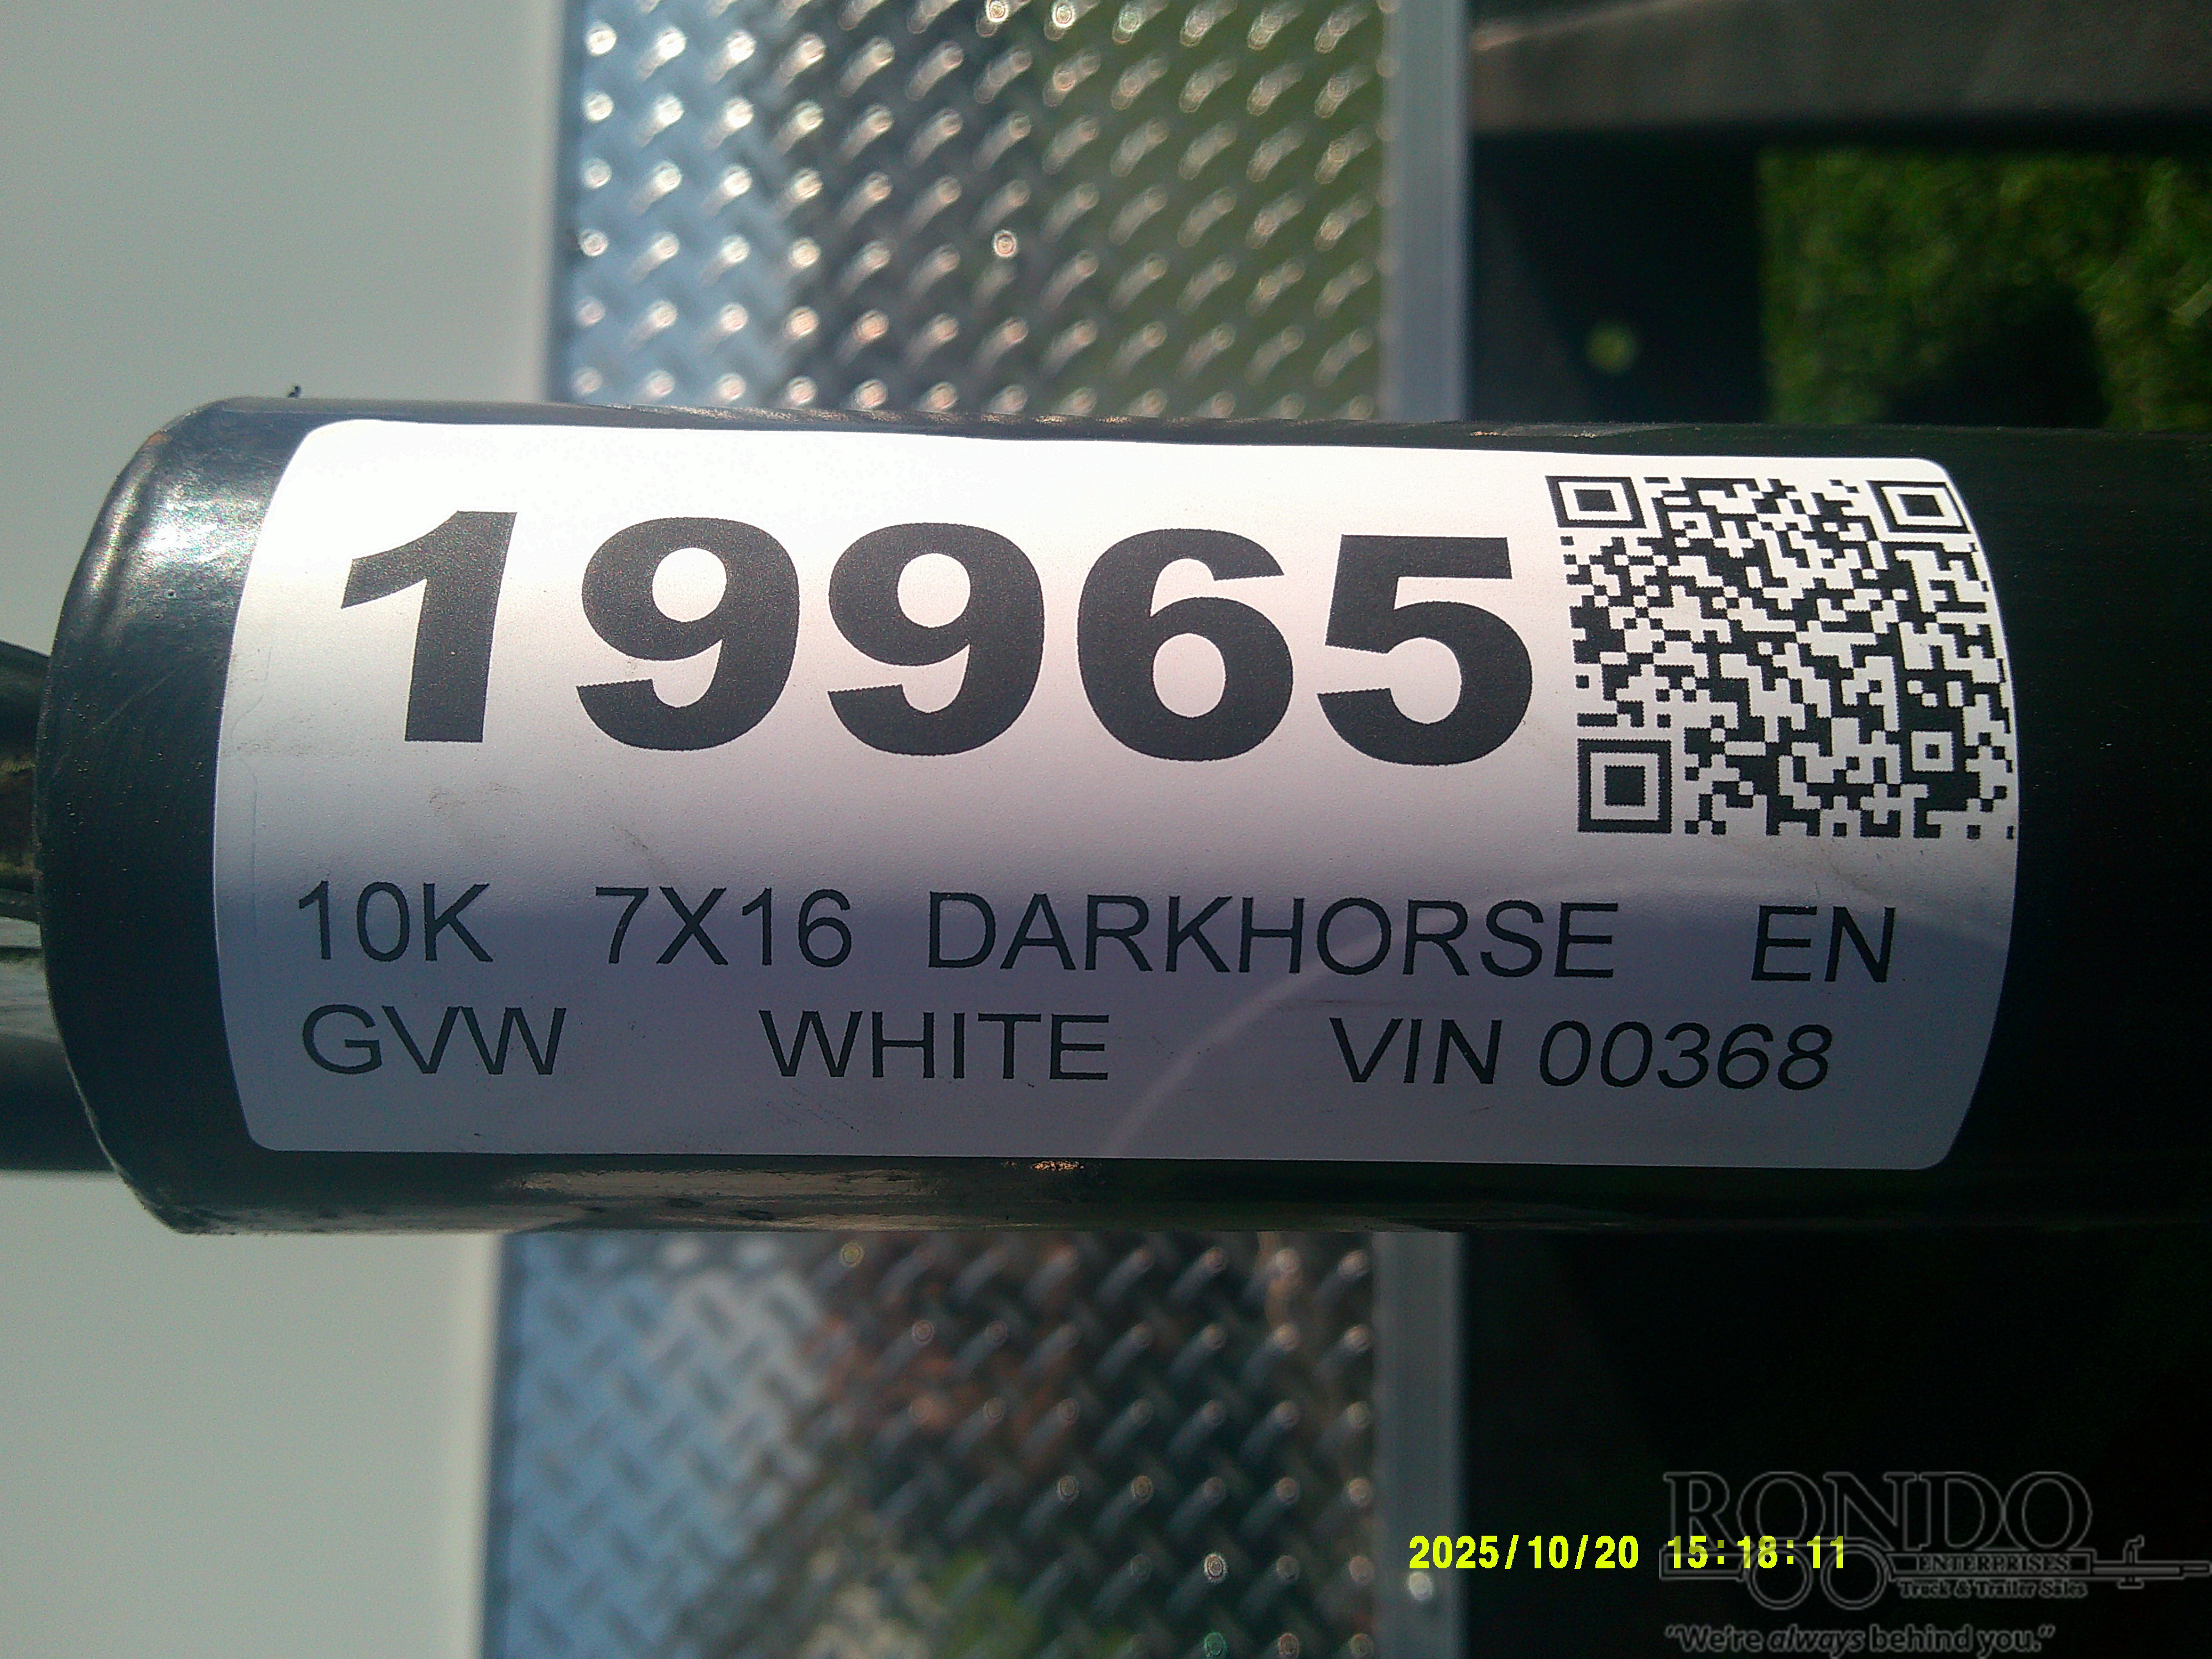 19965
10K 7X16 DARKHORSE EN
GVW WHITE VIN 00368
2025/10/20 15:18:11
RONDO
ENTERPRISES
Truck & Trailer Sales
"We're always behind you."